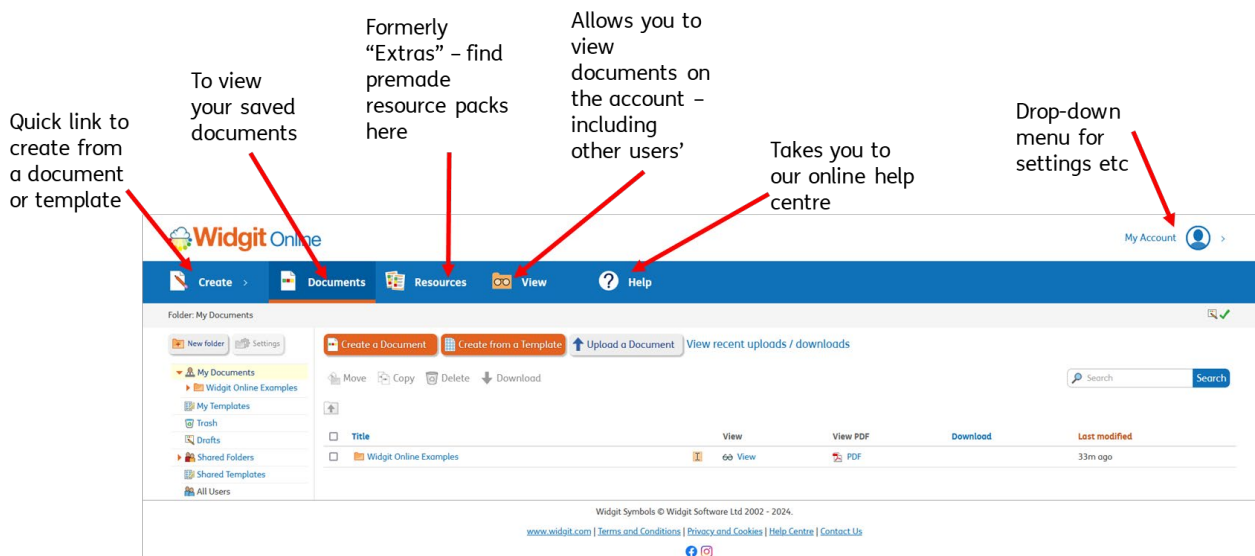 Quick link to
create from
a document
or template
To view
your saved
documents
Formerly
“Extras” – find
premade
resource packs
here
Allows you to
view
documents on
the account –
including
other users’
Takes you to
our online help
centre
Drop-down
menu for
settings etc
Widgit Online
My Account
Create
Documents
Resources
View
Help
Folder: My Documents
New folder
Settings
Create a Document
Create from a Template
Upload a Document
View recent uploads / downloads
My Documents
Widgit Online Examples
My Templates
Trash
Drafts
Shared Folders
Shared Templates
All Users
Move
Copy
Delete
Download
Search
Search
Title
View
View PDF
Download
Last modified
Widgit Online Examples
View
PDF
33m ago
Widgit Symbols © Widgit Software Ltd 2002 - 2024.
www.widgit.com | Terms and Conditions | Privacy and Cookies | Help Centre | Contact Us